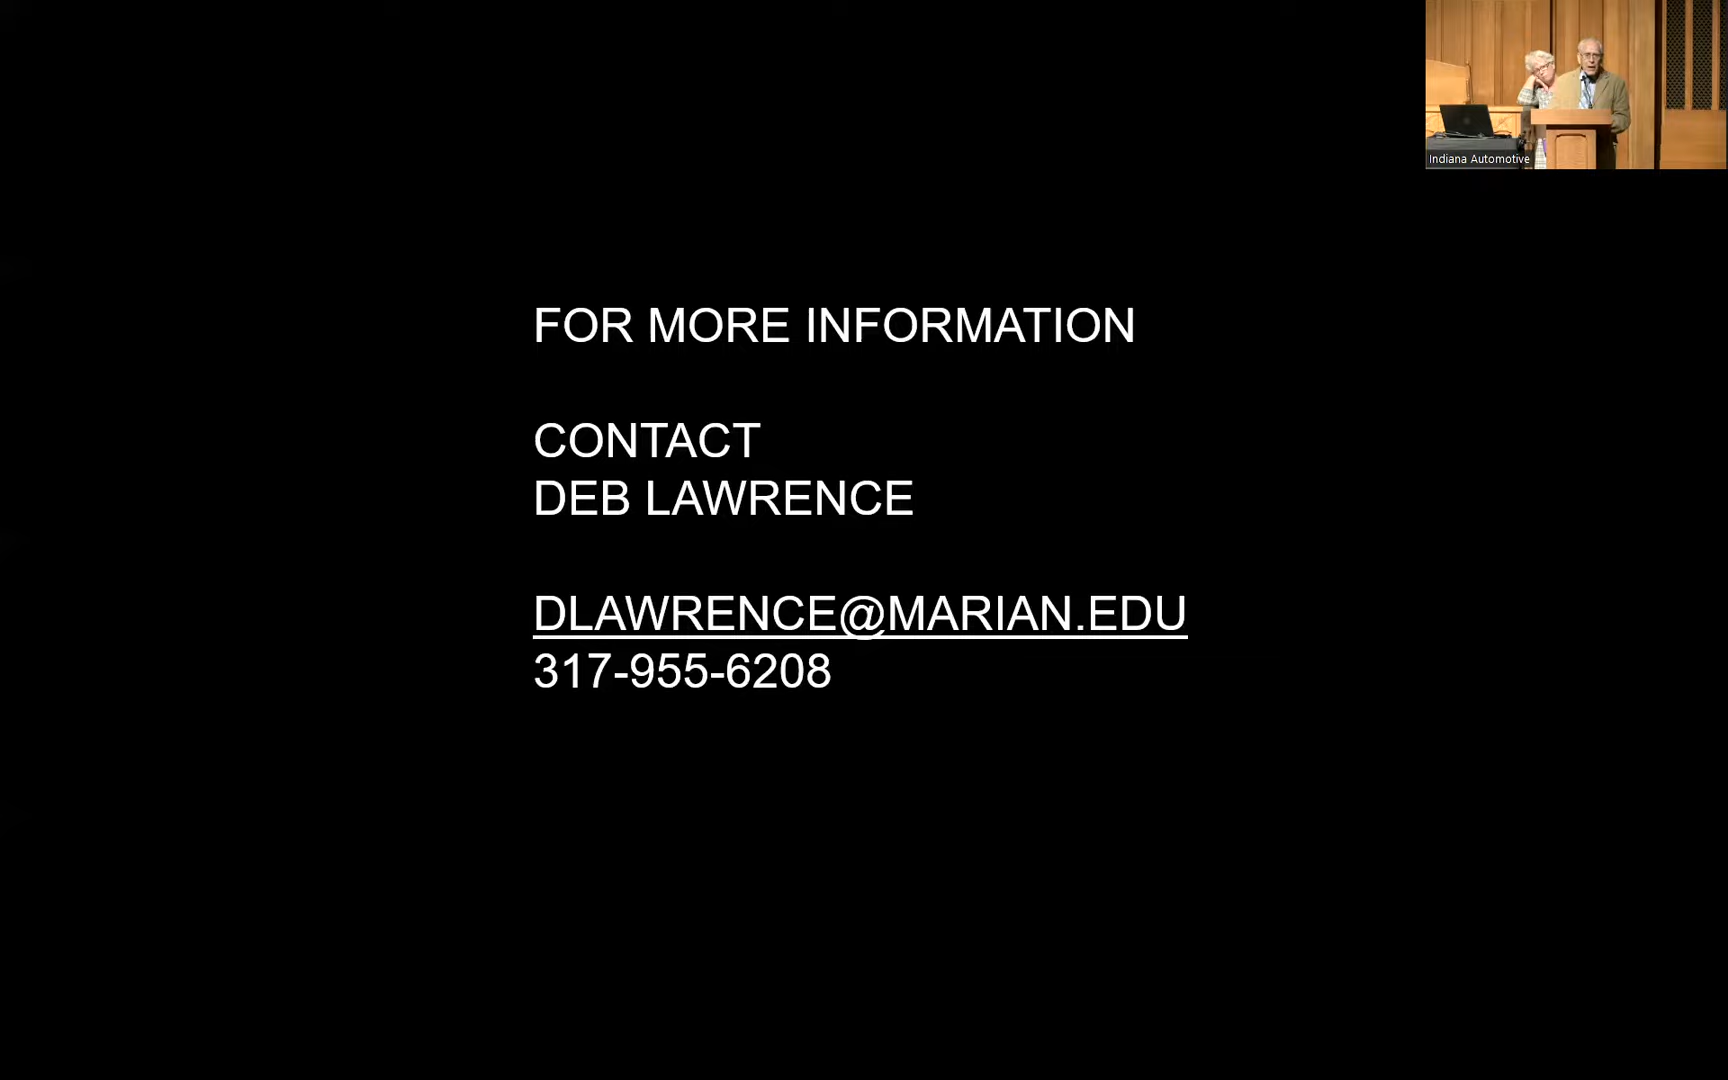 Indiana Automotive
FOR MORE INFORMATION
CONTACT
DEB LAWRENCE
DLAWRENCE@MARIAN.EDU
317-955-6208